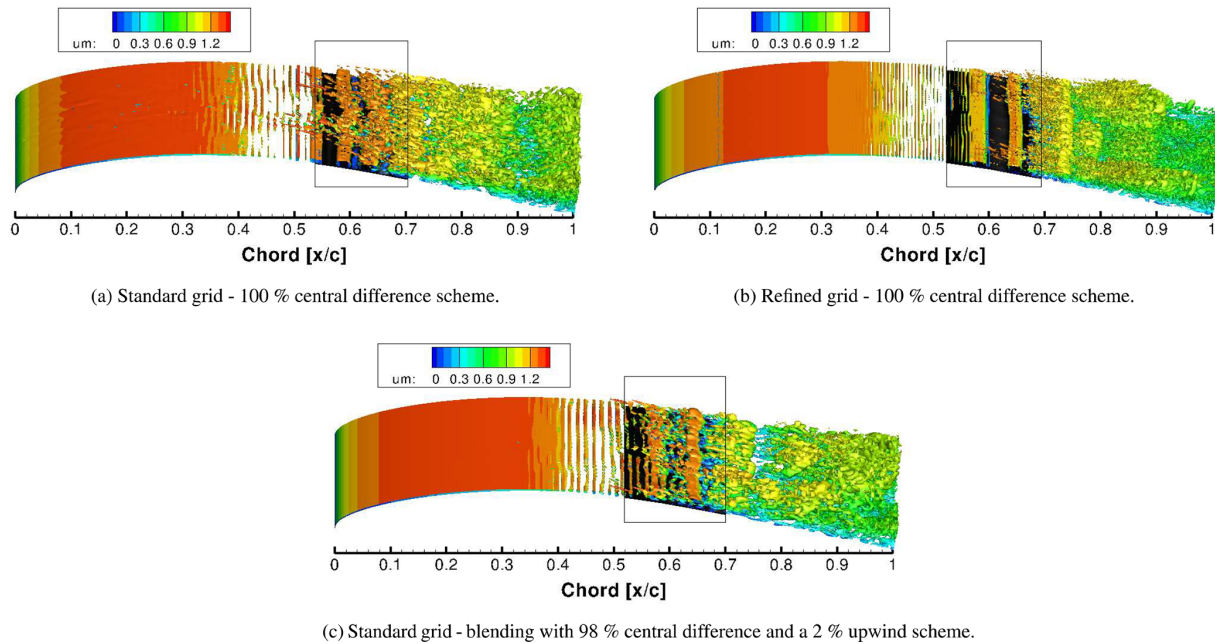 um: 0 0.3 0.6 0.9 1.2
0 0.1 0.2 0.3 0.4 0.5 0.6 0.7 0.8 0.9 1
Chord [x/c]
(a) Standard grid - 100 % central difference scheme.
um: 0 0.3 0.6 0.9 1.2
0 0.1 0.2 0.3 0.4 0.5 0.6 0.7 0.8 0.9 1
Chord [x/c]
(b) Refined grid - 100 % central difference scheme.
um: 0 0.3 0.6 0.9 1.2
0 0.1 0.2 0.3 0.4 0.5 0.6 0.7 0.8 0.9 1
Chord [x/c]
(c) Standard grid - blending with 98 % central difference and a 2 % upwind scheme.